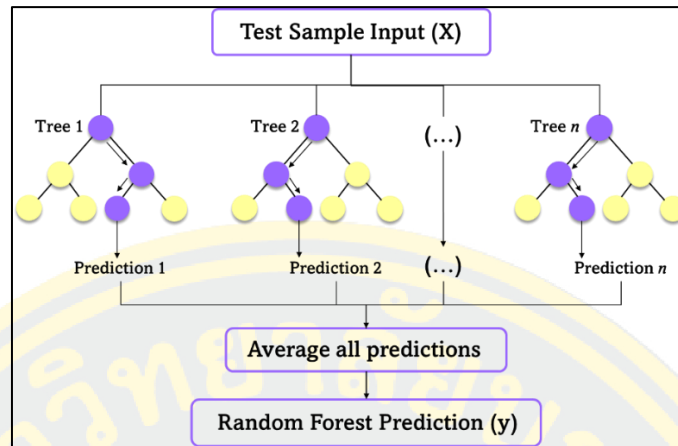 Test Sample Input (X)
Tree 1
Tree 2
(...)
Tree n
Prediction 1
Prediction 2
(...)
Prediction n
Average all predictions
Random Forest Prediction (y)